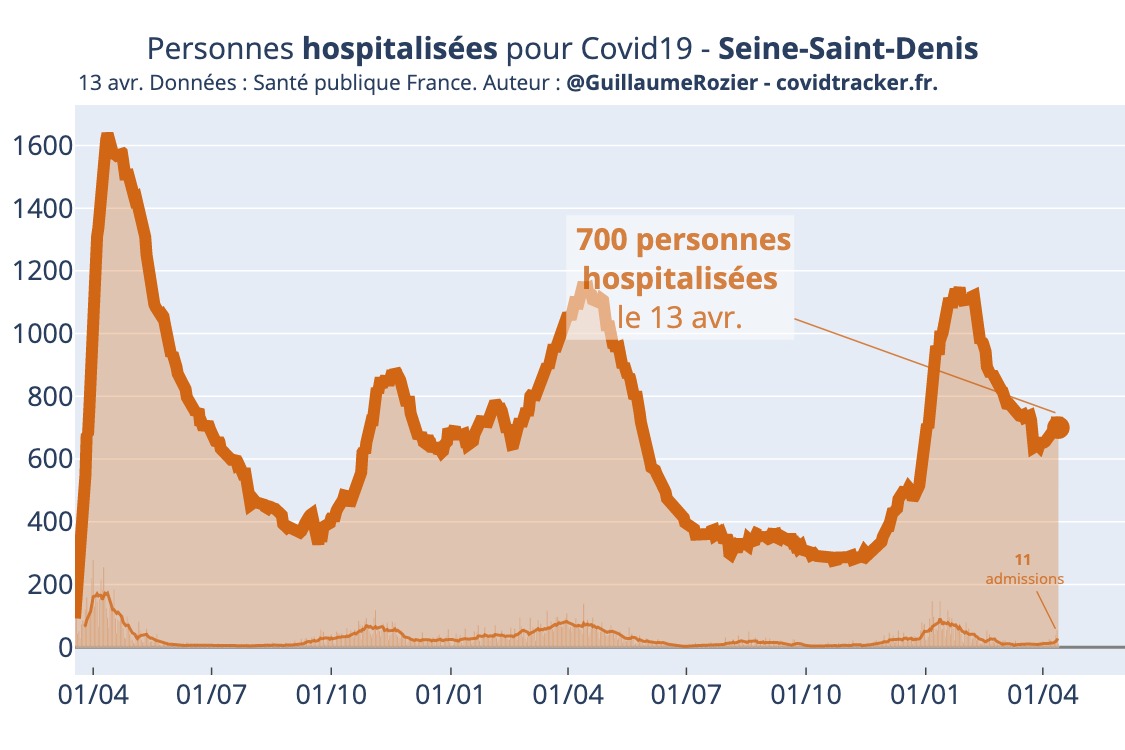 Personnes hospitalisées pour Covid19 - Seine-Saint-Denis
13 avr. Données : Santé publique France. Auteur : @GuillaumeRozier - covidtracker.fr.
1600
1400
1200
1000
800
600
400
200
0
700 personnes
hospitalisées
le 13 avr.
11
admissions
01/04 01/07 01/10 01/01 01/04 01/07 01/10 01/01 01/04